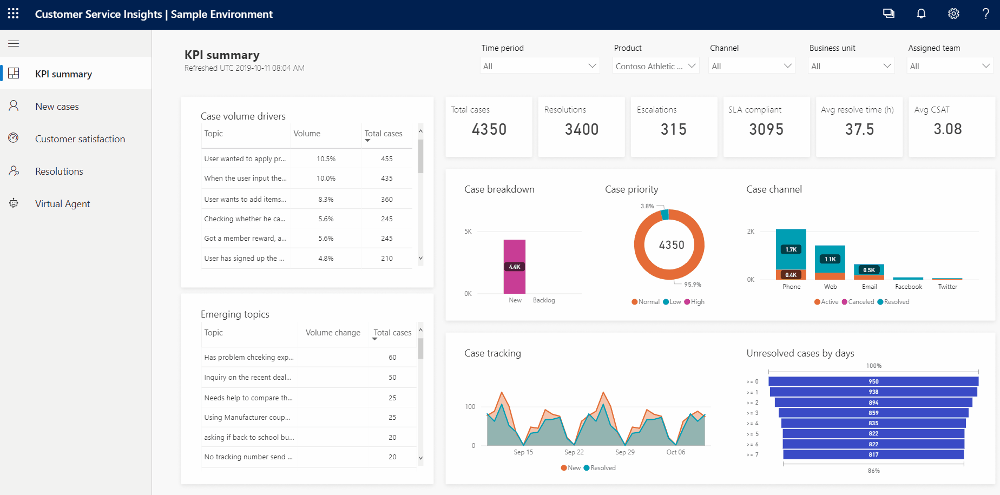 Customer Service Insights | Sample Environment
?
KPI summary
New cases
Customer satisfaction
Resolutions
Virtual Agent
KPI summary
Refreshed UTC 2019-10-11 08:04 AM
Time period
All
Product
Contoso Athletic ...
Channel
All
Business unit
All
Assigned team
All
Case volume drivers
Topic Volume Total cases
User wanted to apply pr... 10.5% 455
When the user input the... 10.0% 435
User wants to add items... 8.3% 360
Checking whether he ca... 5.6% 245
Got a member reward, a... 5.6% 245
User has signed up the ... 4.8% 210
Emerging topics
Topic Volume change Total cases
Has problem chceking exp... 60
Inquiry on the recent deal... 50
Needs help to compare th... 25
Using Manufacturer coup... 25
asking if back to school bu... 20
No tracking number send ... 20
Total cases
4350
Resolutions
3400
Escalations
315
SLA compliant
3095
Avg resolve time (h)
37.5
Avg CSAT
3.08
Case breakdown
5K
4.4K
0K
New Backlog
Case priority
3.8%
4350
95.9%
Normal Low High
Case channel
2K
1.7K
1.1K
0.5K
0.4K
0K
Phone Web Email Facebook Twitter
Active Canceled Resolved
Case tracking
100
0
Sep 15 Sep 22 Sep 29 Oct 06
New Resolved
Unresolved cases by days
100%
>= 0 950
>= 1 938
>= 2 894
>= 3 859
>= 4 835
>= 5 822
>= 6 822
>= 7 817
86%